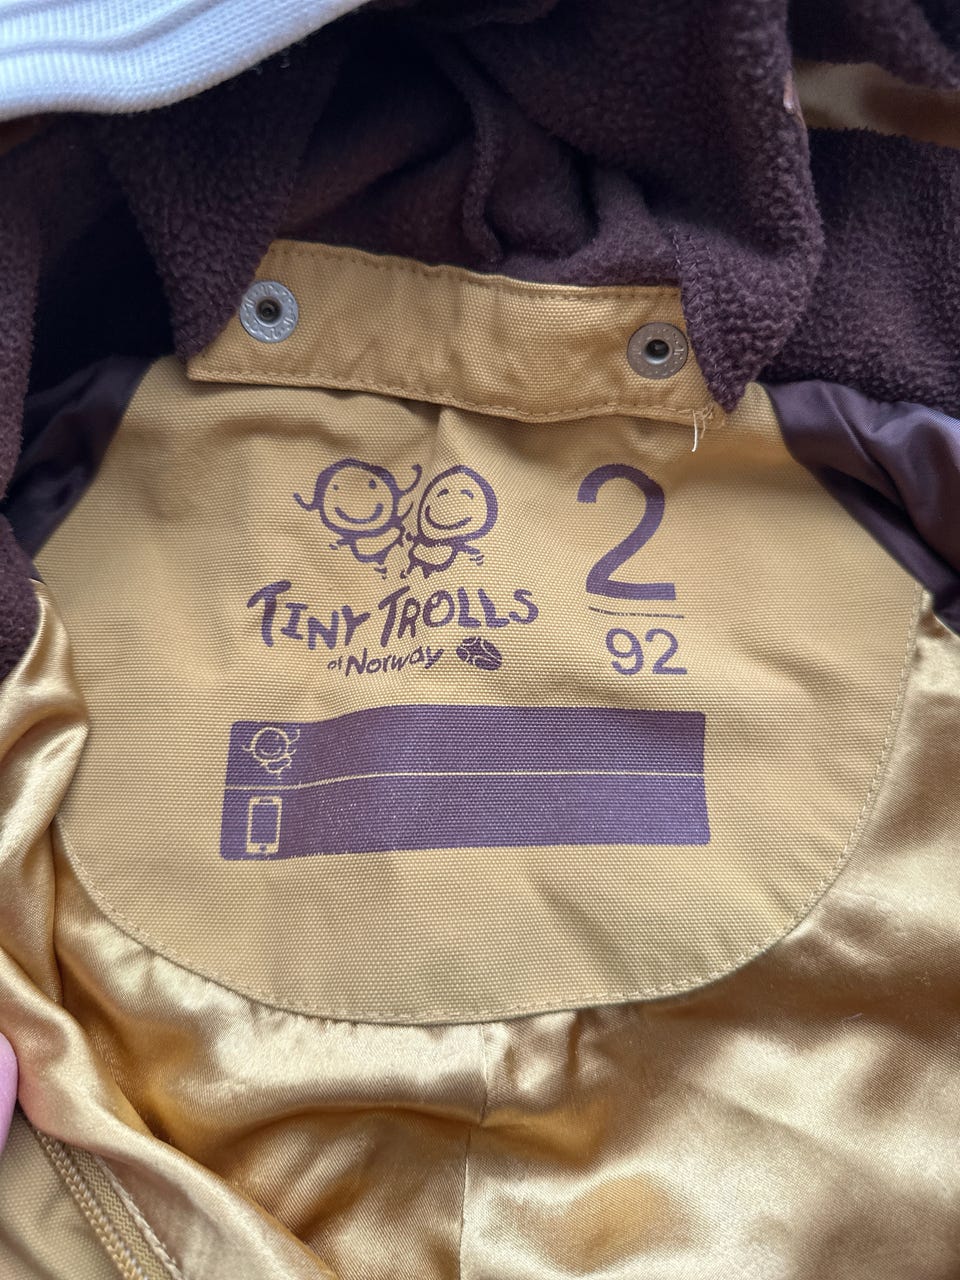 TINY TROLLS
of Norway
2
92